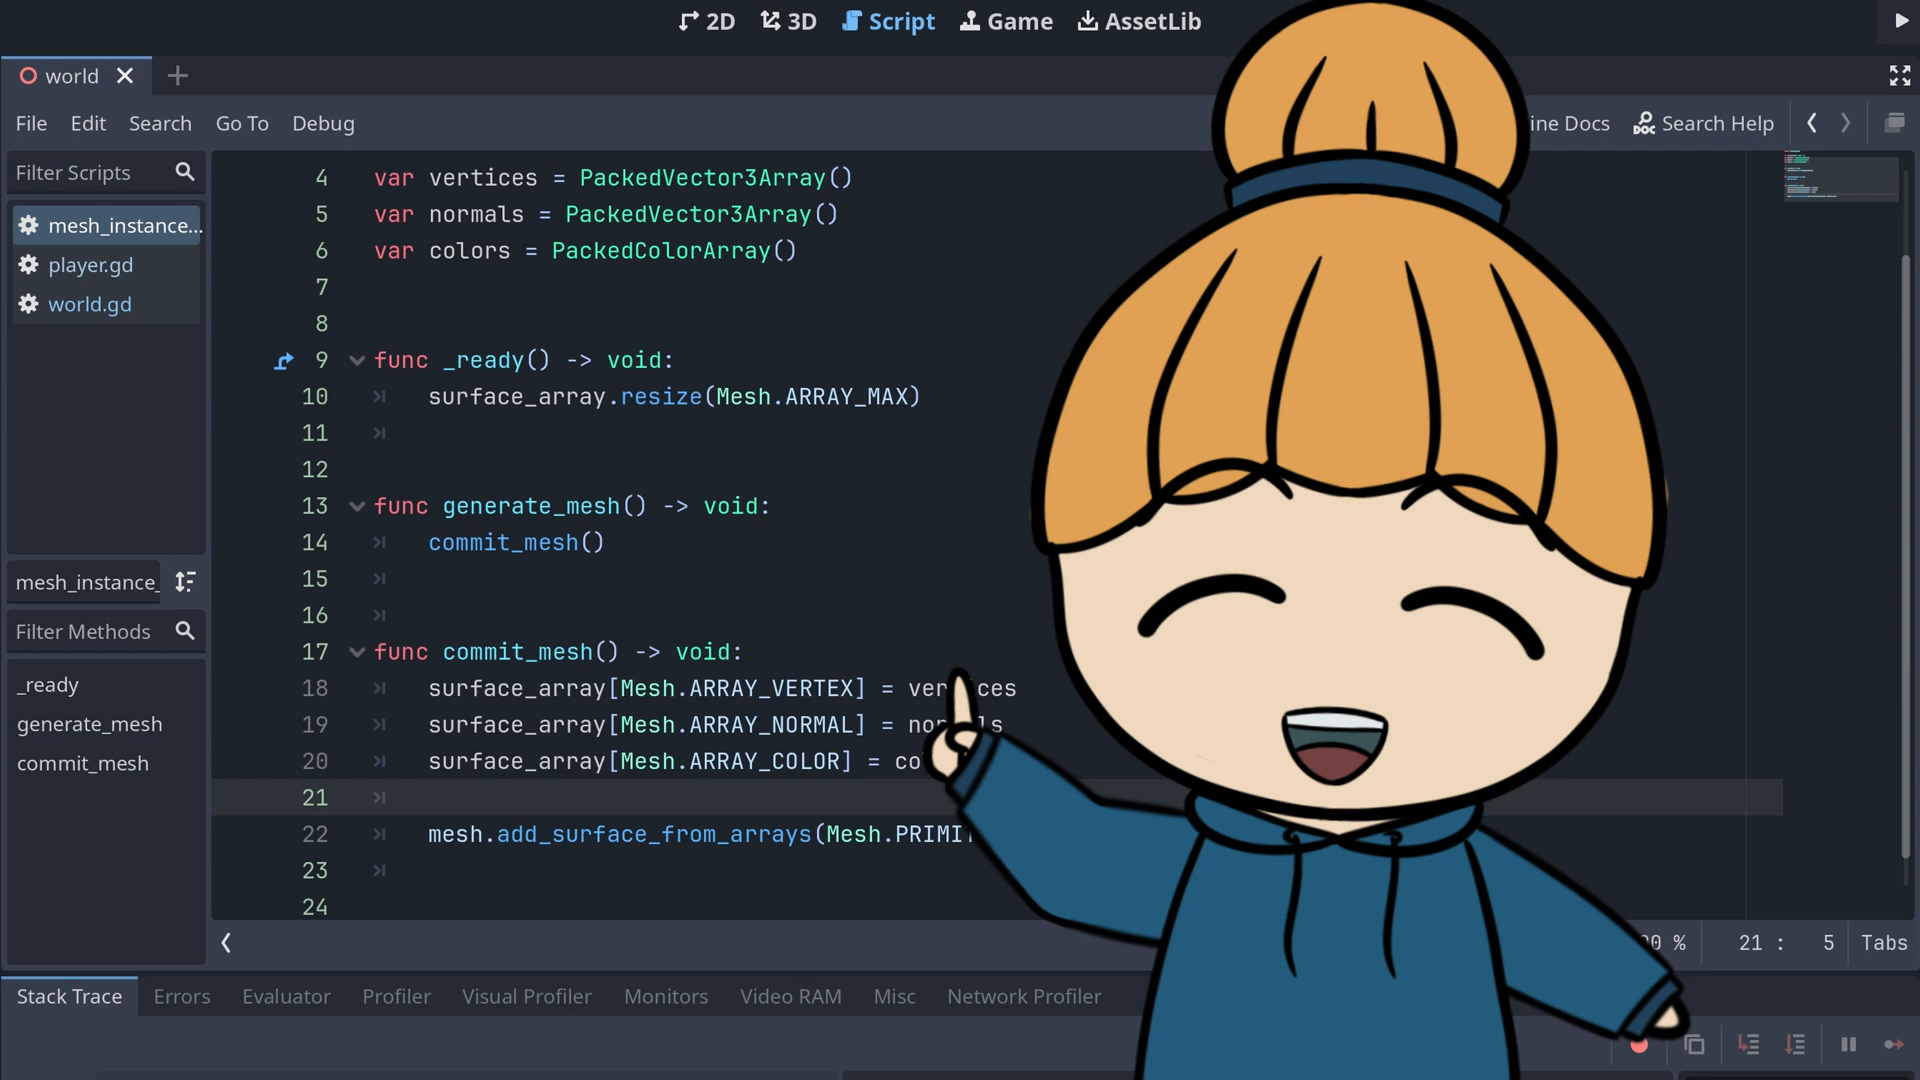 2D 3D Script Game AssetLib
world
File Edit Search Go To Debug
Docs Search Help
Filter Scripts
mesh_instance...
player.gd
world.gd
mesh_instance_
Filter Methods
_ready
generate_mesh
commit_mesh
4 var vertices = PackedVector3Array()
5 var normals = PackedVector3Array()
6 var colors = PackedColorArray()
7
8
9 func _ready() -> void:
10 surface_array.resize(Mesh.ARRAY_MAX)
11
12
13 func generate_mesh() -> void:
14 commit_mesh()
15
16
17 func commit_mesh() -> void:
18 surface_array[Mesh.ARRAY_VERTEX] =
19 surface_array[Mesh.ARRAY_NORMAL] =
20 surface_array[Mesh.ARRAY_COLOR] =
21
22 mesh.add_surface_from_arrays(Mesh.
23
24
% 21 : 5 Tabs
Stack Trace Errors Evaluator Profiler Visual Profiler Monitors Video RAM Misc Network Profiler